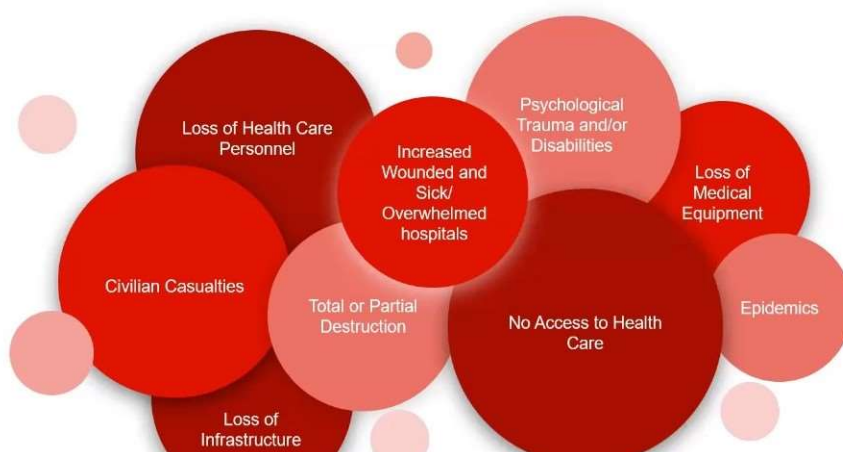 Loss of Health Care
Personnel
Increased
Wounded and
Sick/
Overwhelmed
hospitals
Psychological
Trauma and/or
Disabilities
Loss of
Medical
Equipment
Civilian Casualties
Total or Partial
Destruction
No Access to Health
Care
Epidemics
Loss of
Infrastructure